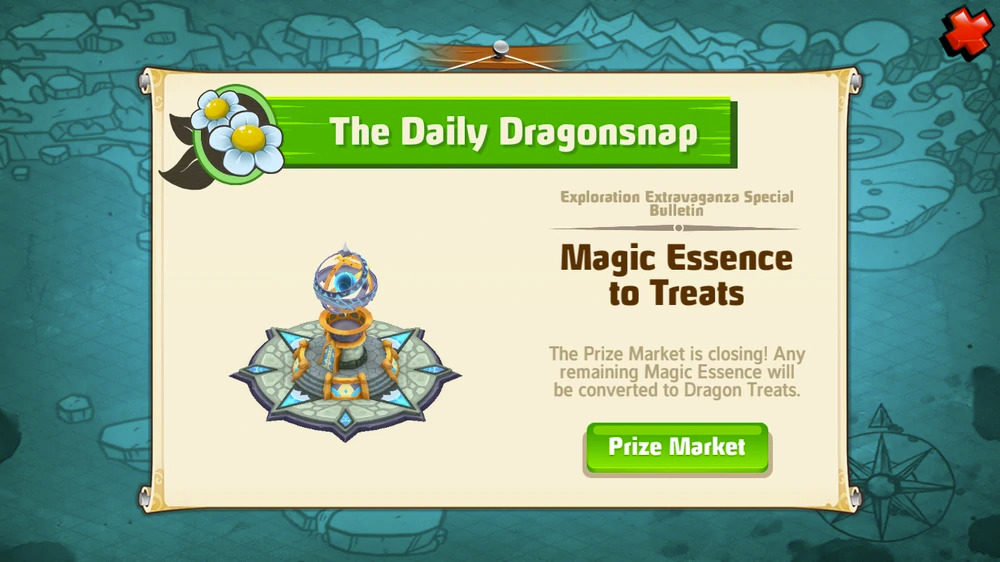 The Daily Dragonsnap
Exploration Extravaganza Special
Bulletin
Magic Essence
to Treats
The Prize Market is closing! Any
remaining Magic Essence will
be converted to Dragon Treats.
Prize Market